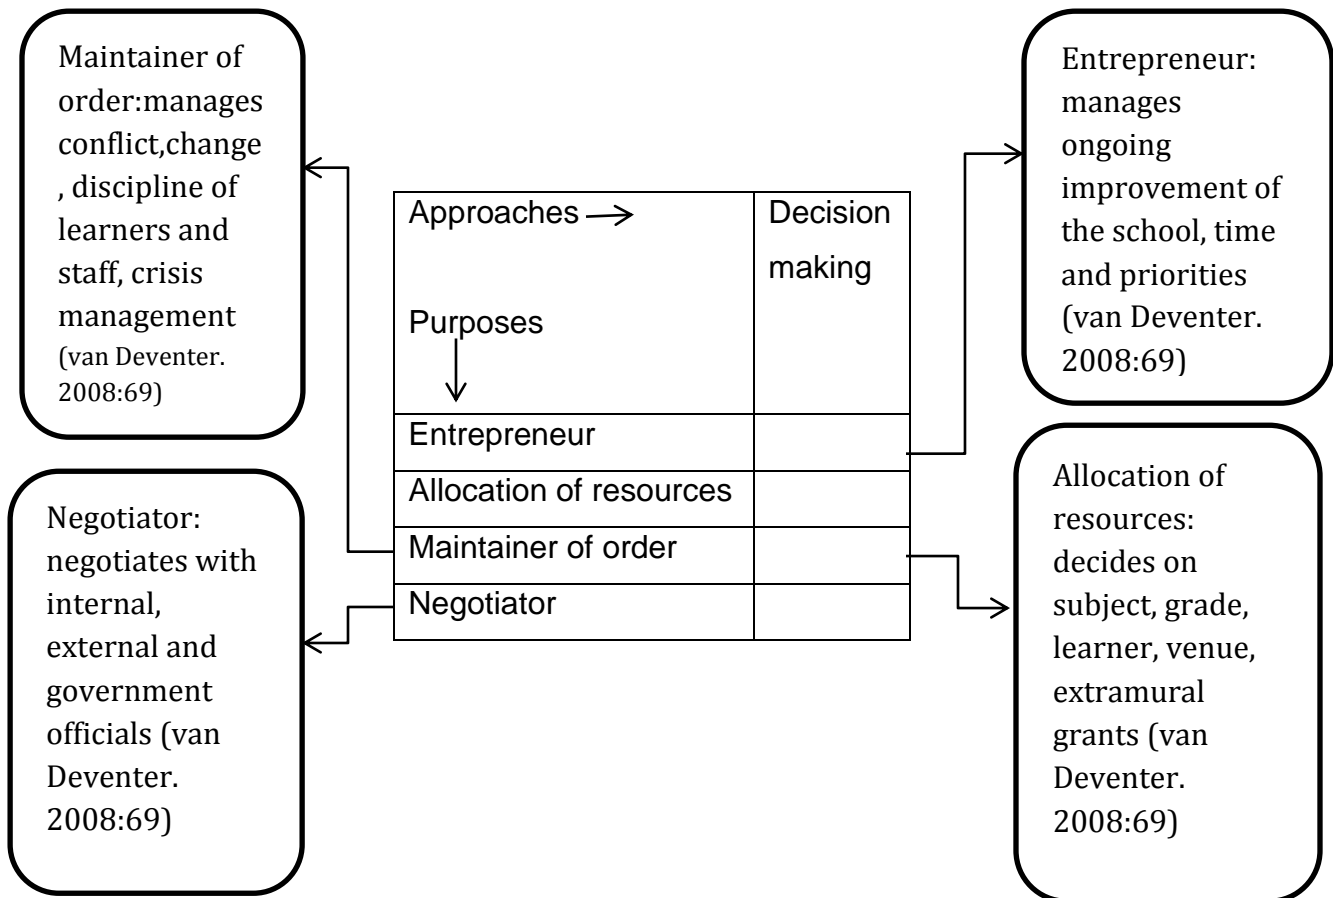 Maintainer of
order:manages
conflict,change
, discipline of
learners and
staff, crisis
management
(van Deventer.
2008:69)
Negotiator:
negotiates with
internal,
external and
government
officials (van
Deventer.
2008:69)
Approaches
Decision
making
Purposes
Entrepreneur
Allocation of resources
Maintainer of order
Negotiator
Entrepreneur:
manages
ongoing
improvement of
the school, time
and priorities
(van Deventer.
2008:69)
Allocation of
resources:
decides on
subject, grade,
learner, venue,
extramural
grants (van
Deventer.
2008:69)